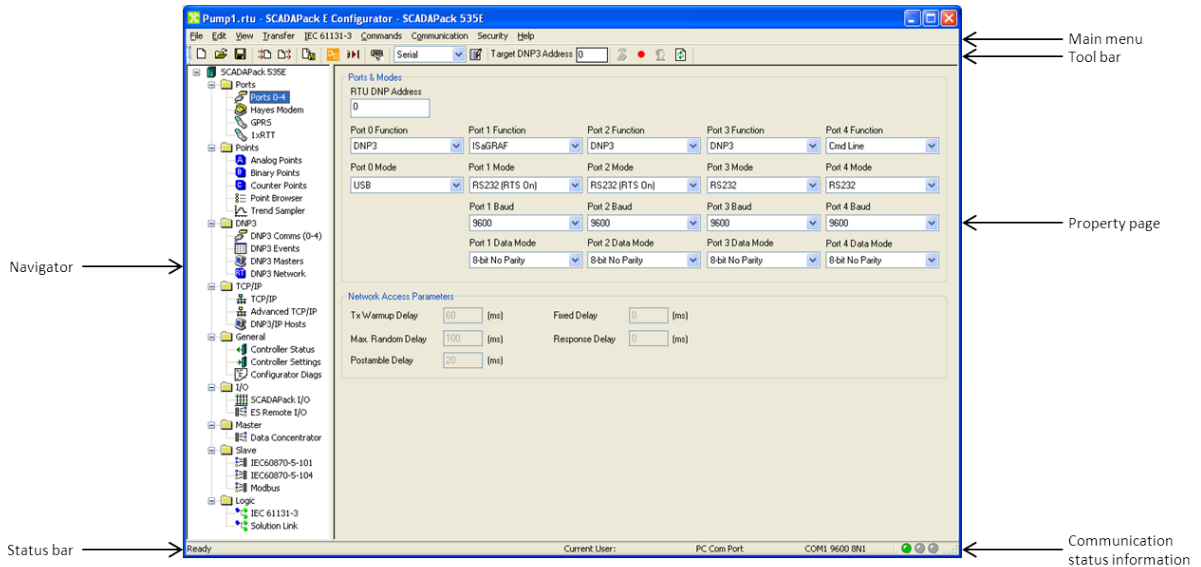 Pump1.rtu - SCADAPack E Configurator - SCADAPack 535E
File Edit View Transfer IEC 61131-3 Commands Communication Security Help
Main menu
Serial Target DNP3 Address 0
Tool bar
SCADAPack 535E
Ports
Ports 0-4
Hayes Modem
GPRS
1xRTT
Points
Analog Points
Binary Points
Counter Points
Point Browser
Trend Sampler
DNP3
DNP3 Comms (0-4)
DNP3 Events
DNP3 Masters
DNP3 Network
TCP/IP
TCP/IP
Advanced TCP/IP
DNP3/IP Hosts
General
Controller Status
Controller Settings
Configurator Diags
I/O
SCADAPack I/O
ES Remote I/O
Master
Data Concentrator
Slave
IEC60870-5-101
IEC60870-5-104
Modbus
Logic
IEC 61131-3
Solution Link
Navigator
Ports & Modes
RTU DNP Address
0
Port 0 Function Port 1 Function Port 2 Function Port 3 Function Port 4 Function
DNP3 ISaGRAF DNP3 DNP3 Cmd Line
Port 0 Mode Port 1 Mode Port 2 Mode Port 3 Mode Port 4 Mode
USB RS232 (RTS On) RS232 (RTS On) RS232 RS232
Port 1 Baud Port 2 Baud Port 3 Baud Port 4 Baud
9600 9600 9600 9600
Port 1 Data Mode Port 2 Data Mode Port 3 Data Mode Port 4 Data Mode
8-bit No Parity 8-bit No Parity 8-bit No Parity 8-bit No Parity
Property page
Network Access Parameters
Tx Warmup Delay 60 (ms) Fixed Delay 0 (ms)
Max. Random Delay 100 (ms) Response Delay 0 (ms)
Postamble Delay 20 (ms)
Status bar
Ready Current User: PC Com Port COM1 9600 8N1
Communication
status information